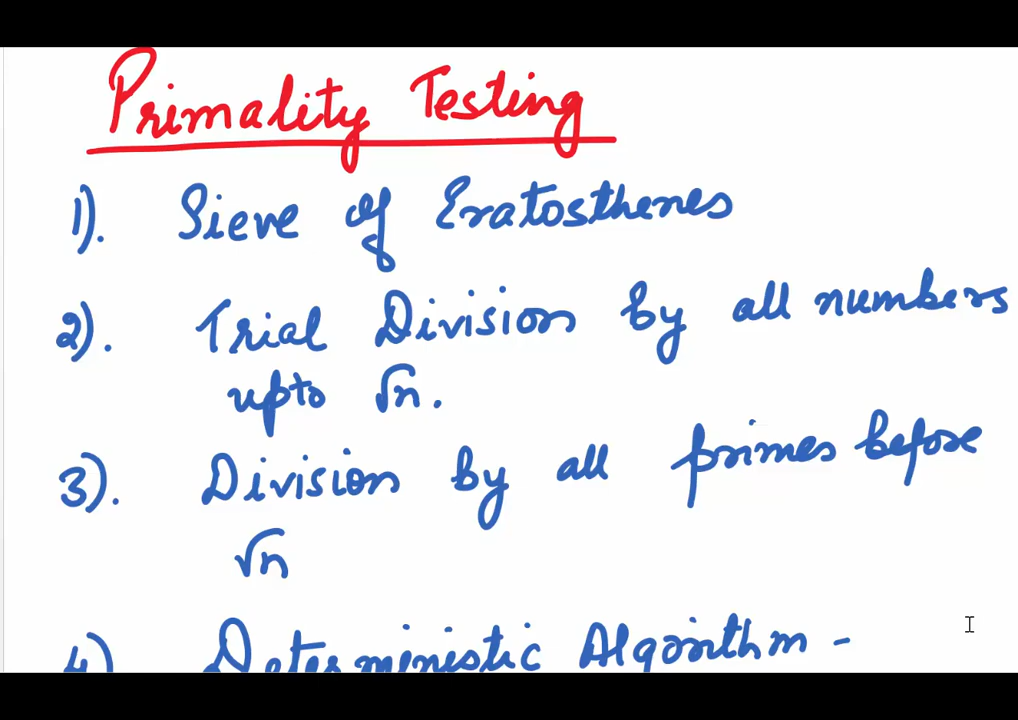 Primality Testing
1). Sieve of Eratosthenes
2). Trial Division by all numbers
upto √n.
3). Division by all primes before
√n
4) Deterministic Algorithm -